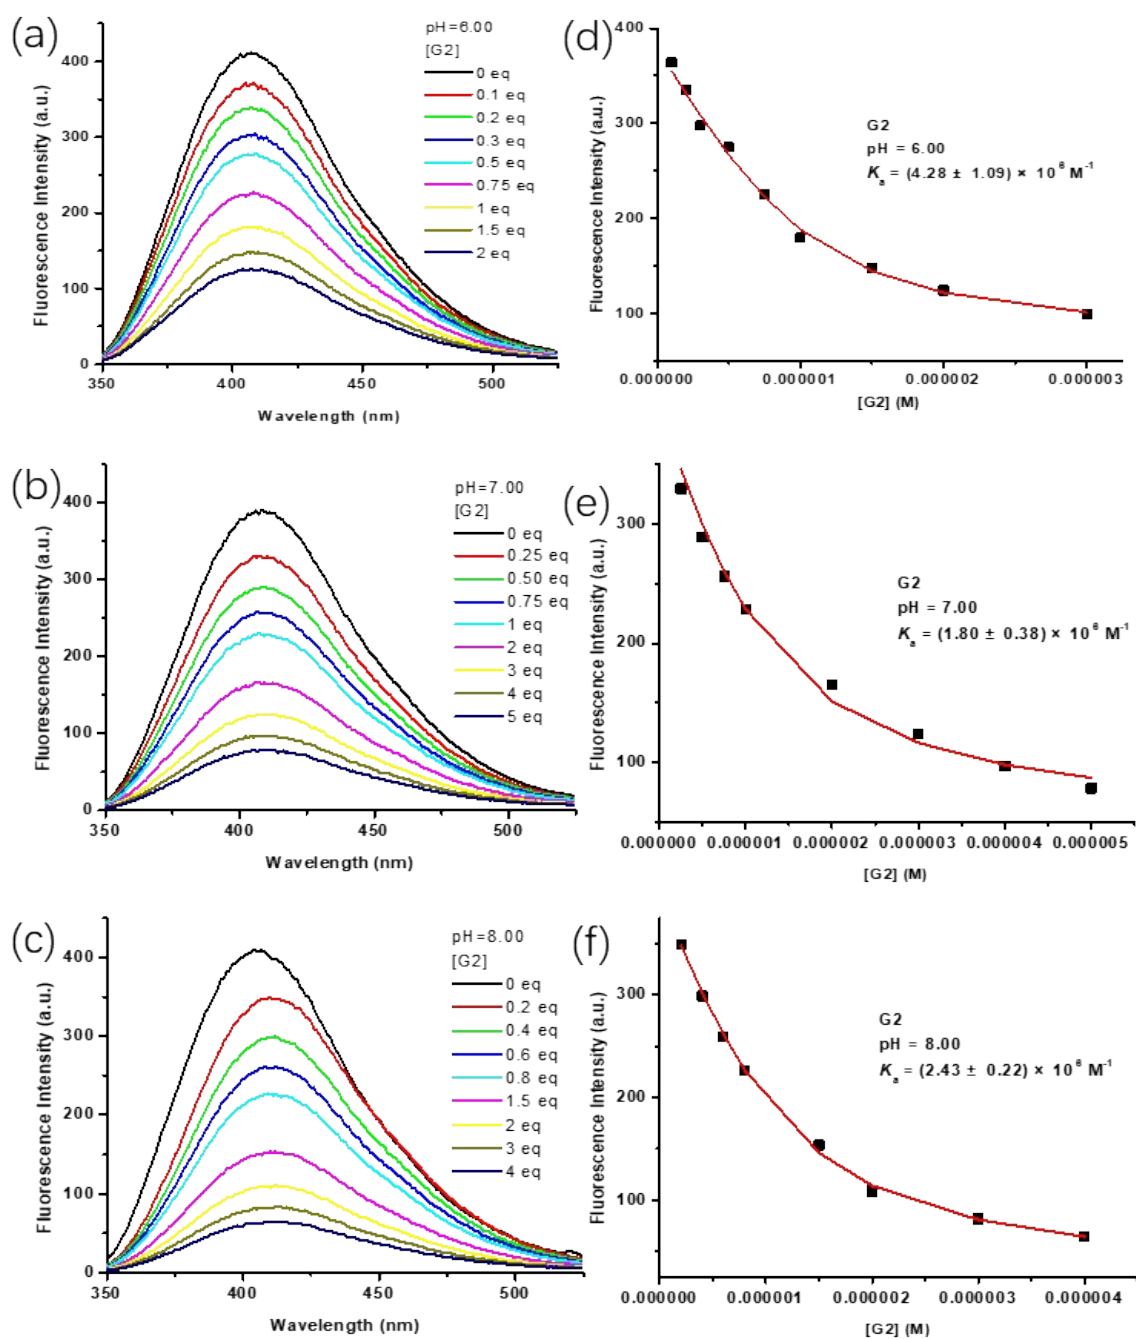 (a)
pH=6.00
[G2]
0 eq
0.1 eq
0.2 eq
0.3 eq
0.5 eq
0.75 eq
1 eq
1.5 eq
2 eq
400
300
200
100
0
350
400
450
500
Fluorescence Intensity (a.u.)
Wavelength (nm)
(d)
400
300
200
100
G2
pH = 6.00
Ka = (4.28 ± 1.09) × 10⁶ M⁻¹
0.000000
0.000001
0.000002
0.000003
Fluorescence Intensity (a.u.)
[G2] (M)
(b)
pH=7.00
[G2]
0 eq
0.25 eq
0.50 eq
0.75 eq
1 eq
2 eq
3 eq
4 eq
5 eq
400
300
200
100
0
350
400
450
500
Fluorescence Intensity (a.u.)
Wavelength (nm)
(e)
300
200
100
G2
pH = 7.00
Ka = (1.80 ± 0.38) × 10⁶ M⁻¹
0.000000
0.000001
0.000002
0.000003
0.000004
0.000005
Fluorescence Intensity (a.u.)
[G2] (M)
(c)
pH=8.00
[G2]
0 eq
0.2 eq
0.4 eq
0.6 eq
0.8 eq
1.5 eq
2 eq
3 eq
4 eq
400
300
200
100
0
350
400
450
500
Fluorescence Intensity (a.u.)
Wavelength (nm)
(f)
300
200
100
G2
pH = 8.00
Ka = (2.43 ± 0.22) × 10⁶ M⁻¹
0.000000
0.000001
0.000002
0.000003
0.000004
Fluorescence Intensity (a.u.)
[G2] (M)